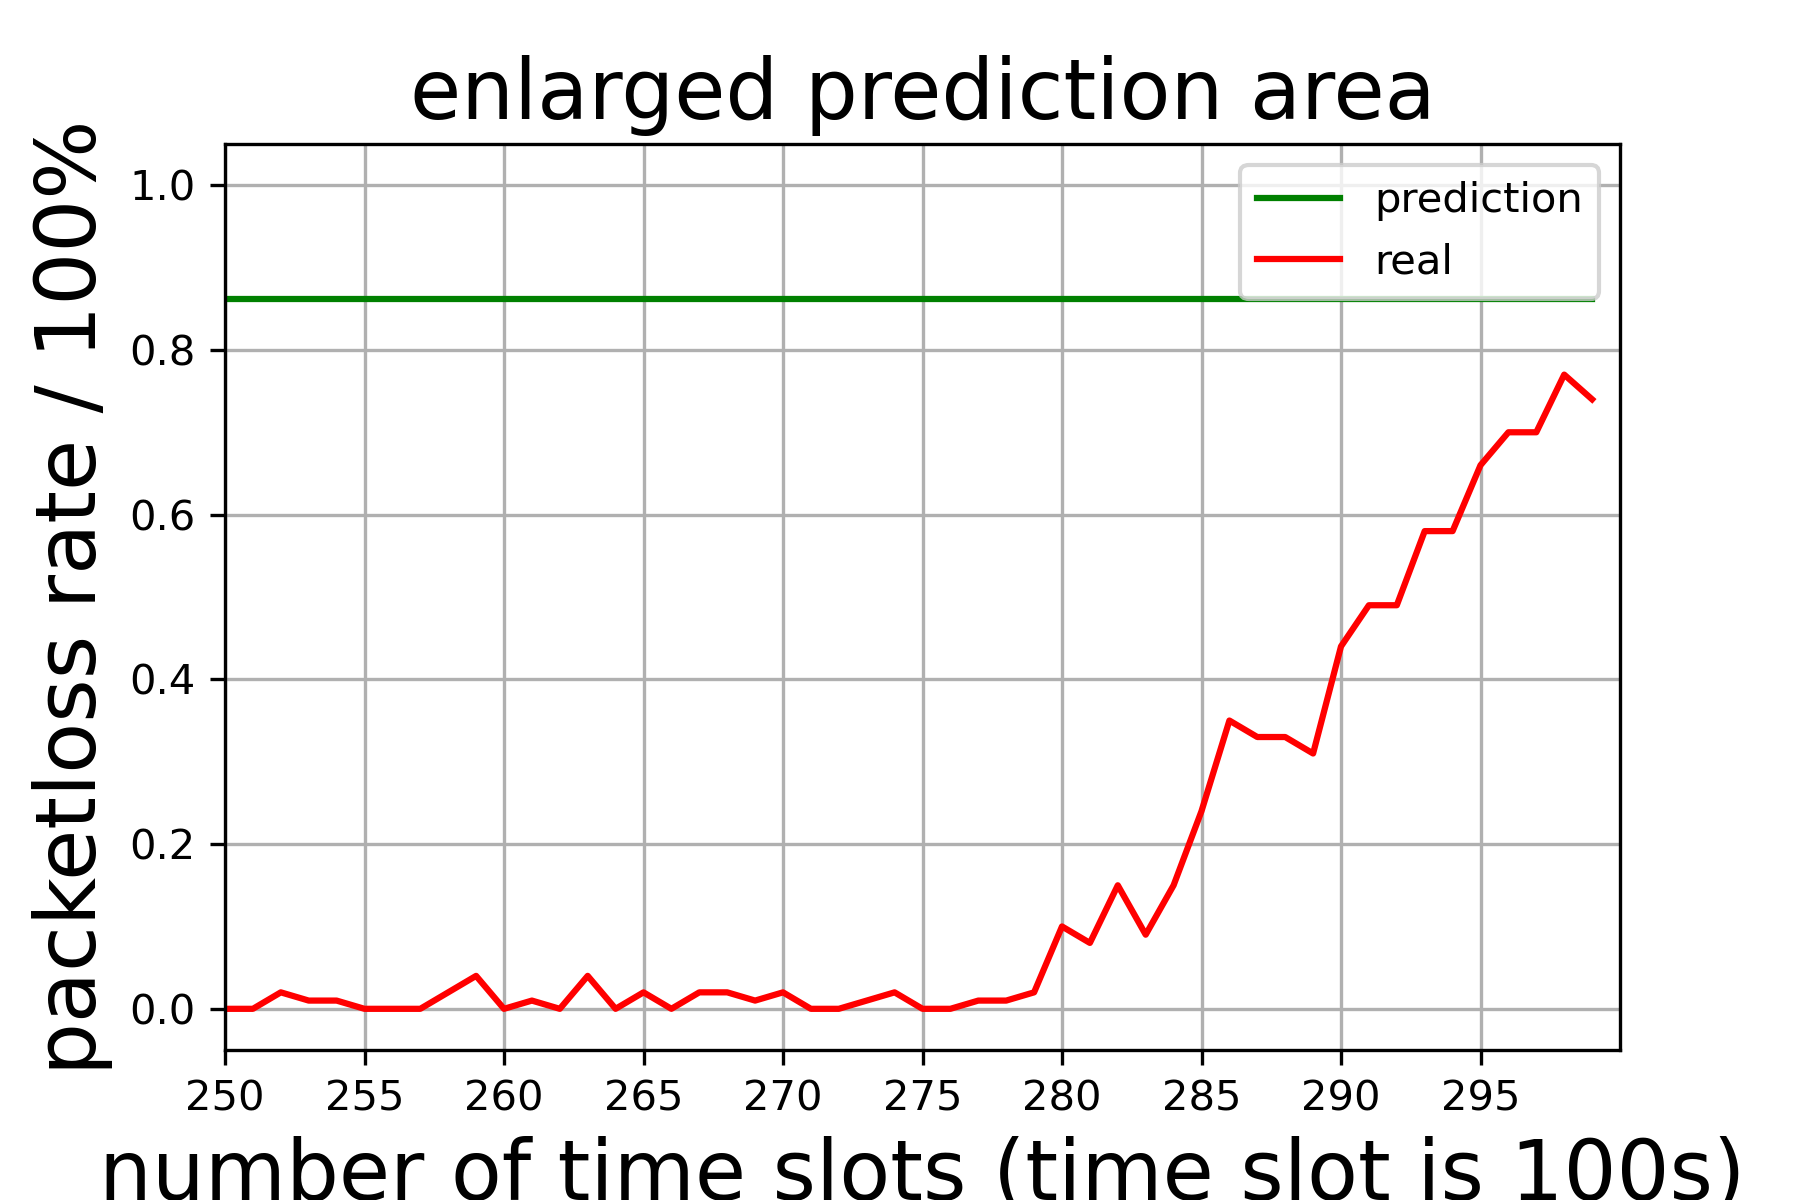 enlarged prediction area
packetloss rate / 100%
1.0
0.8
0.6
0.4
0.2
0.0
prediction
real
250 255 260 265 270 275 280 285 290 295
number of time slots (time slot is 100s)